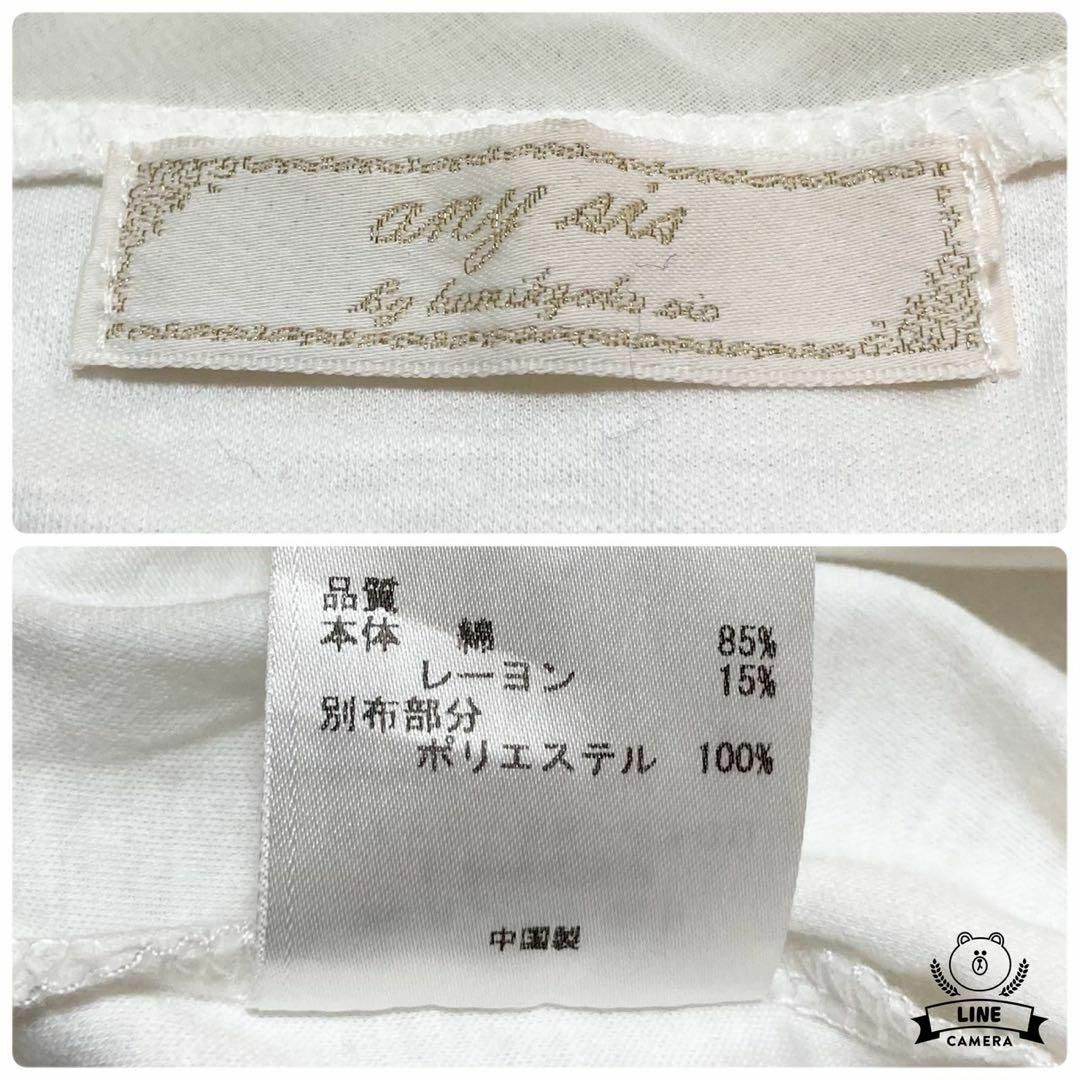 any sis
by
品質
本体 綿 85%
レーヨン 15%
別布部分
ポリエステル 100%
中国製
LINE
CAMERA